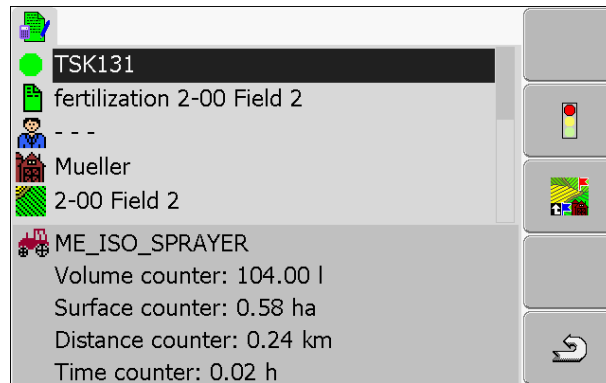 TSK131
fertilization 2-00 Field 2
- - -
Mueller
2-00 Field 2
ME_ISO_SPRAYER
Volume counter: 104.00 l
Surface counter: 0.58 ha
Distance counter: 0.24 km
Time counter: 0.02 h